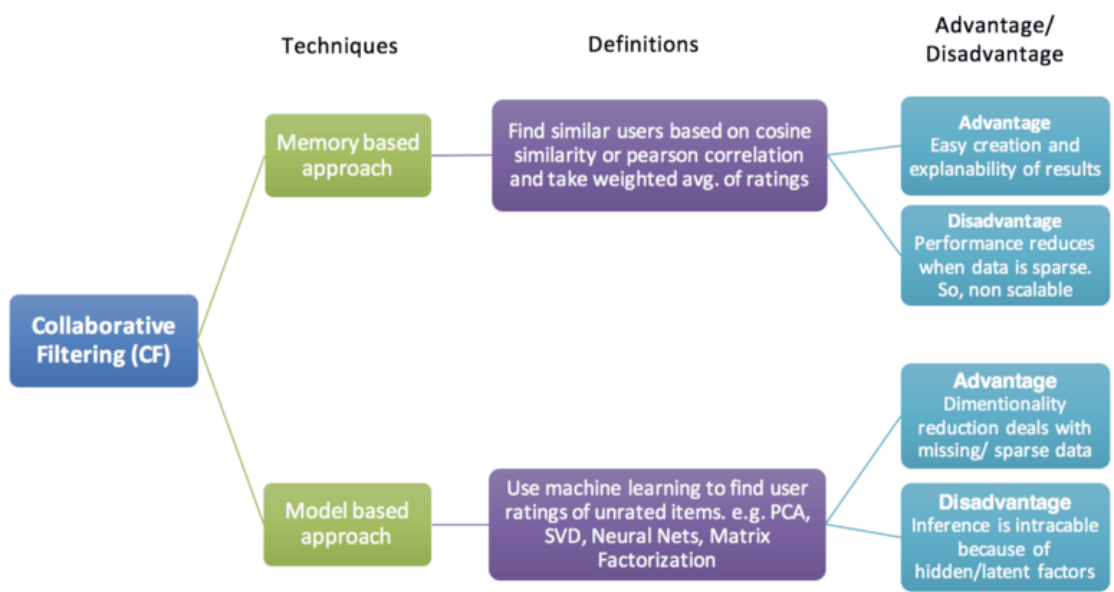 Techniques
Definitions
Advantage/
Disadvantage
Collaborative
Filtering (CF)
Memory based
approach
Find similar users based on cosine
similarity or pearson correlation
and take weighted avg. of ratings
Advantage
Easy creation and
explanability of results
Disadvantage
Performance reduces
when data is sparse.
So, non scalable
Model based
approach
Use machine learning to find user
ratings of unrated items. e.g. PCA,
SVD, Neural Nets, Matrix
Factorization
Advantage
Dimentionality
reduction deals with
missing/ sparse data
Disadvantage
Inference is intracable
because of
hidden/latent factors